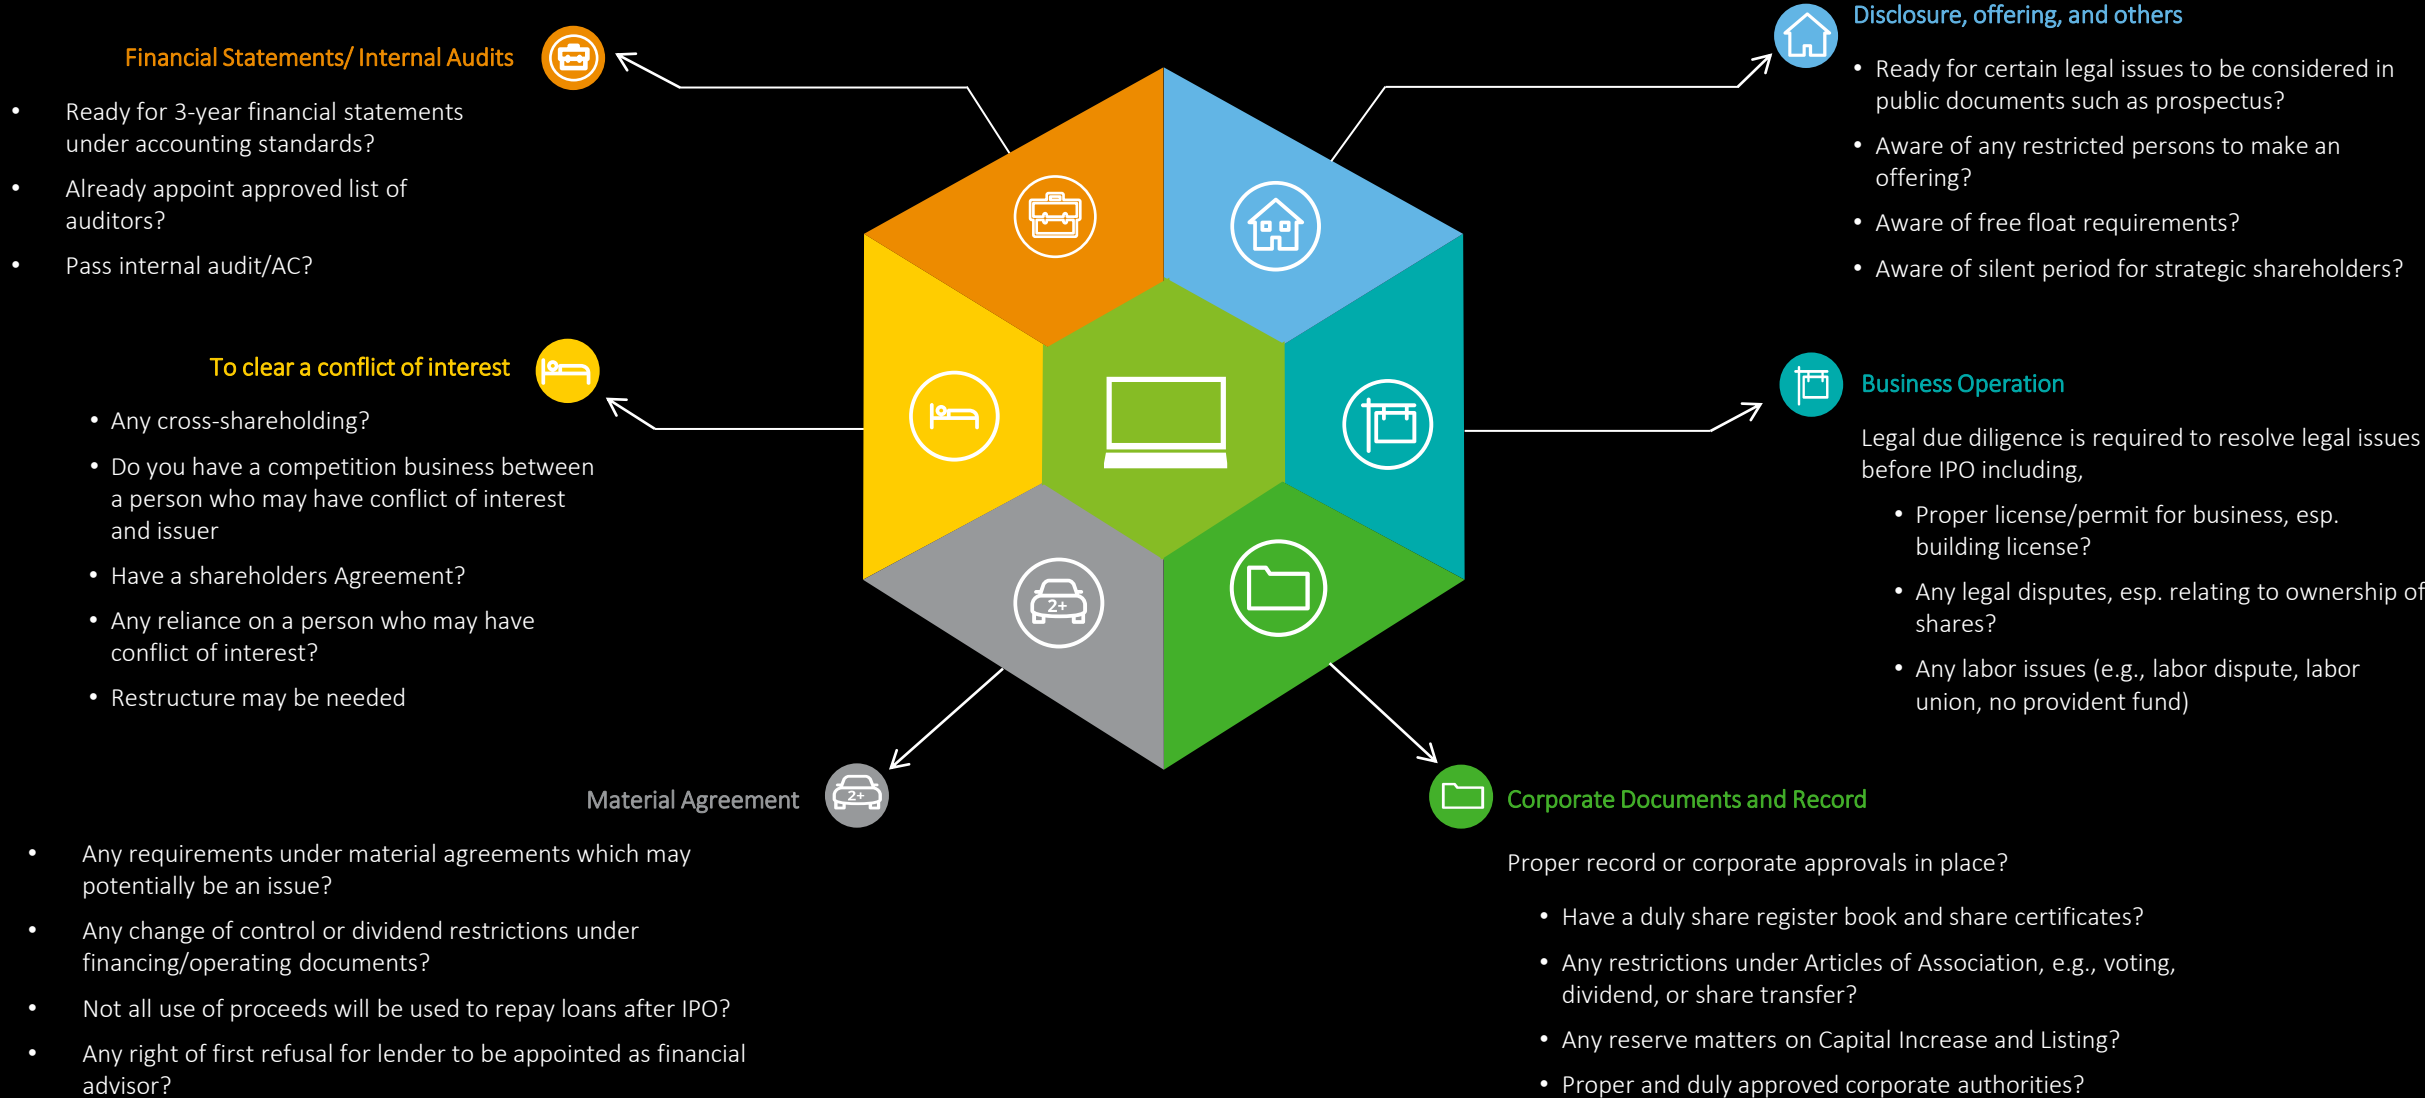 Financial Statements/ Internal Audits
• Ready for 3-year financial statements
under accounting standards?
• Already appoint approved list of
auditors?
• Pass internal audit/AC?
To clear a conflict of interest
• Any cross-shareholding?
• Do you have a competition business between
a person who may have conflict of interest
and issuer
• Have a shareholders Agreement?
• Any reliance on a person who may have
conflict of interest?
• Restructure may be needed
Material Agreement
2+
• Any requirements under material agreements which may
potentially be an issue?
• Any change of control or dividend restrictions under
financing/operating documents?
• Not all use of proceeds will be used to repay loans after IPO?
• Any right of first refusal for lender to be appointed as financial
advisor?
2+
Disclosure, offering, and others
• Ready for certain legal issues to be considered in
public documents such as prospectus?
• Aware of any restricted persons to make an
offering?
• Aware of free float requirements?
• Aware of silent period for strategic shareholders?
Business Operation
Legal due diligence is required to resolve legal issues
before IPO including,
• Proper license/permit for business, esp.
building license?
• Any legal disputes, esp. relating to ownership of
shares?
• Any labor issues (e.g., labor dispute, labor
union, no provident fund)
Corporate Documents and Record
Proper record or corporate approvals in place?
• Have a duly share register book and share certificates?
• Any restrictions under Articles of Association, e.g., voting,
dividend, or share transfer?
• Any reserve matters on Capital Increase and Listing?
• Proper and duly approved corporate authorities?